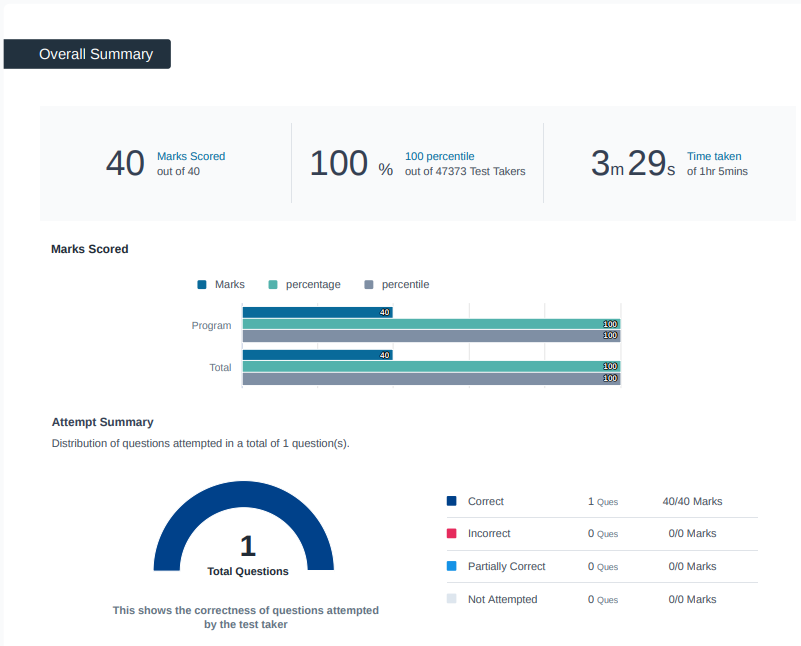 Overall Summary
40 Marks Scored
out of 40
100 % 100 percentile
out of 47373 Test Takers
3m 29s Time taken
of 1hr 5mins
Marks Scored
Marks percentage percentile
Program 40
100
100
Total 40
100
100
Attempt Summary
Distribution of questions attempted in a total of 1 question(s).
1
Total Questions
This shows the correctness of questions attempted
by the test taker
Correct 1 Ques 40/40 Marks
Incorrect 0 Ques 0/0 Marks
Partially Correct 0 Ques 0/0 Marks
Not Attempted 0 Ques 0/0 Marks